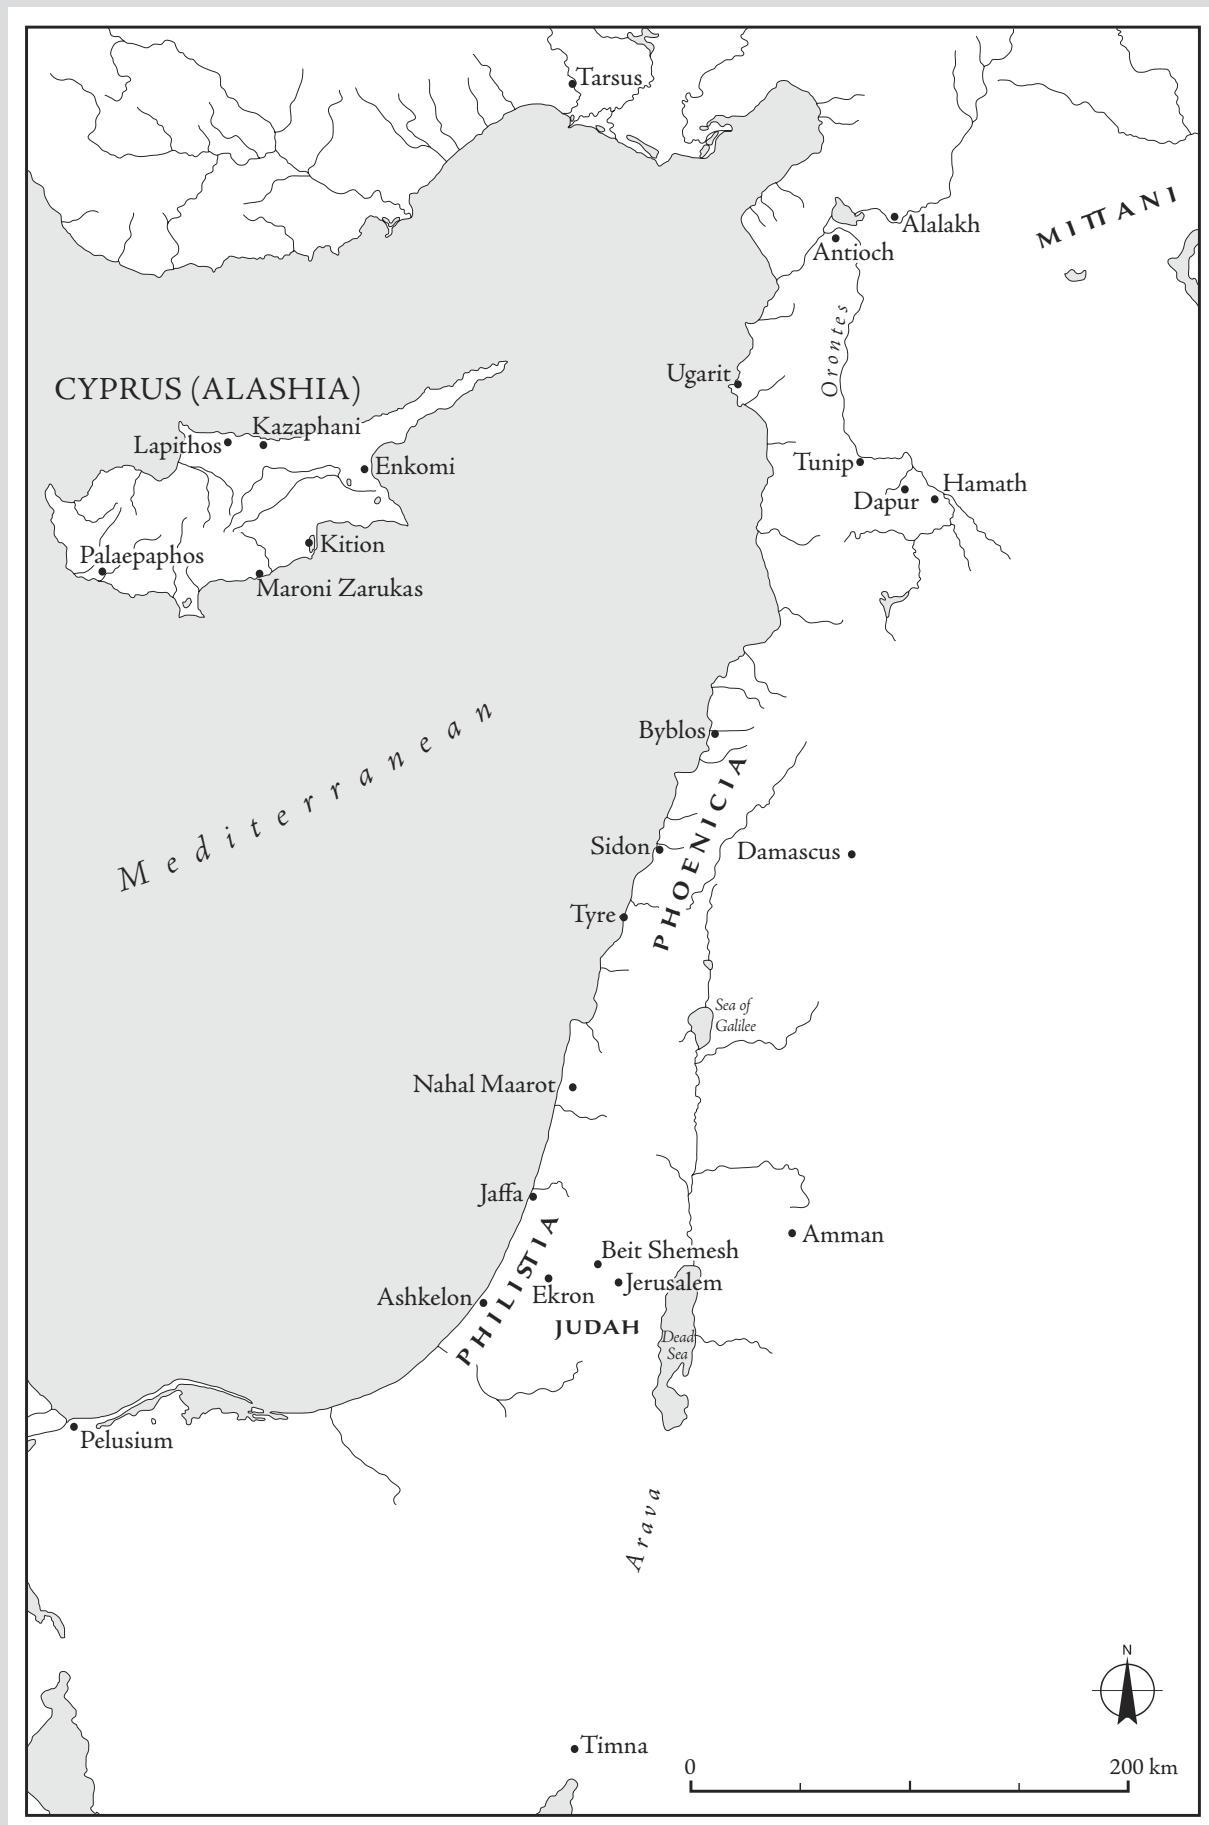 Tarsus
MITTANI
Alalakh
Antioch
Orontes
Ugarit
CYPRUS (ALASHIA)
Kazaphani
Lapithos
Enkomi
Tunip
Hamath
Dapur
Kition
Palaepaphos
Maroni Zarukas
Mediterranean
Byblos
PHOENICIA
Sidon
Damascus
Tyre
Sea of
Galilee
Nahal Maarot
Jaffa
PHILISTIA
Amman
Beit Shemesh
Jerusalem
Ekron
Ashkelon
JUDAH
Dead
Sea
Pelusium
Arava
N
Timna
0
200 km